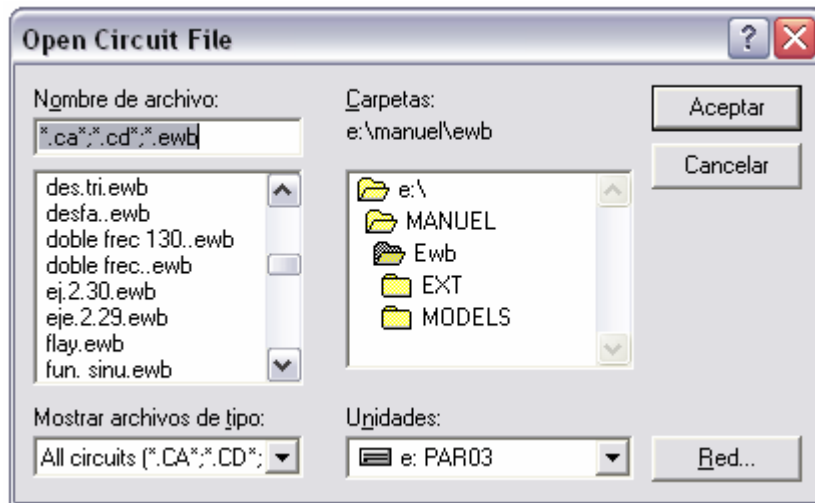 Open Circuit File
Nombre de archivo:
*.ca*;*.cd*;*.ewb
des.tri.ewb
desfa..ewb
doble frec 130..ewb
doble frec..ewb
ej.2.30.ewb
eje.2.29.ewb
flay.ewb
fun. sinu.ewb
Mostrar archivos de tipo:
All circuits (*.CA*;*.CD*;
Carpetas:
e:\manuel\ewb
e:\
MANUEL
Ewb
EXT
MODELS
Unidades:
e: PAR03
Aceptar
Cancelar
Red...